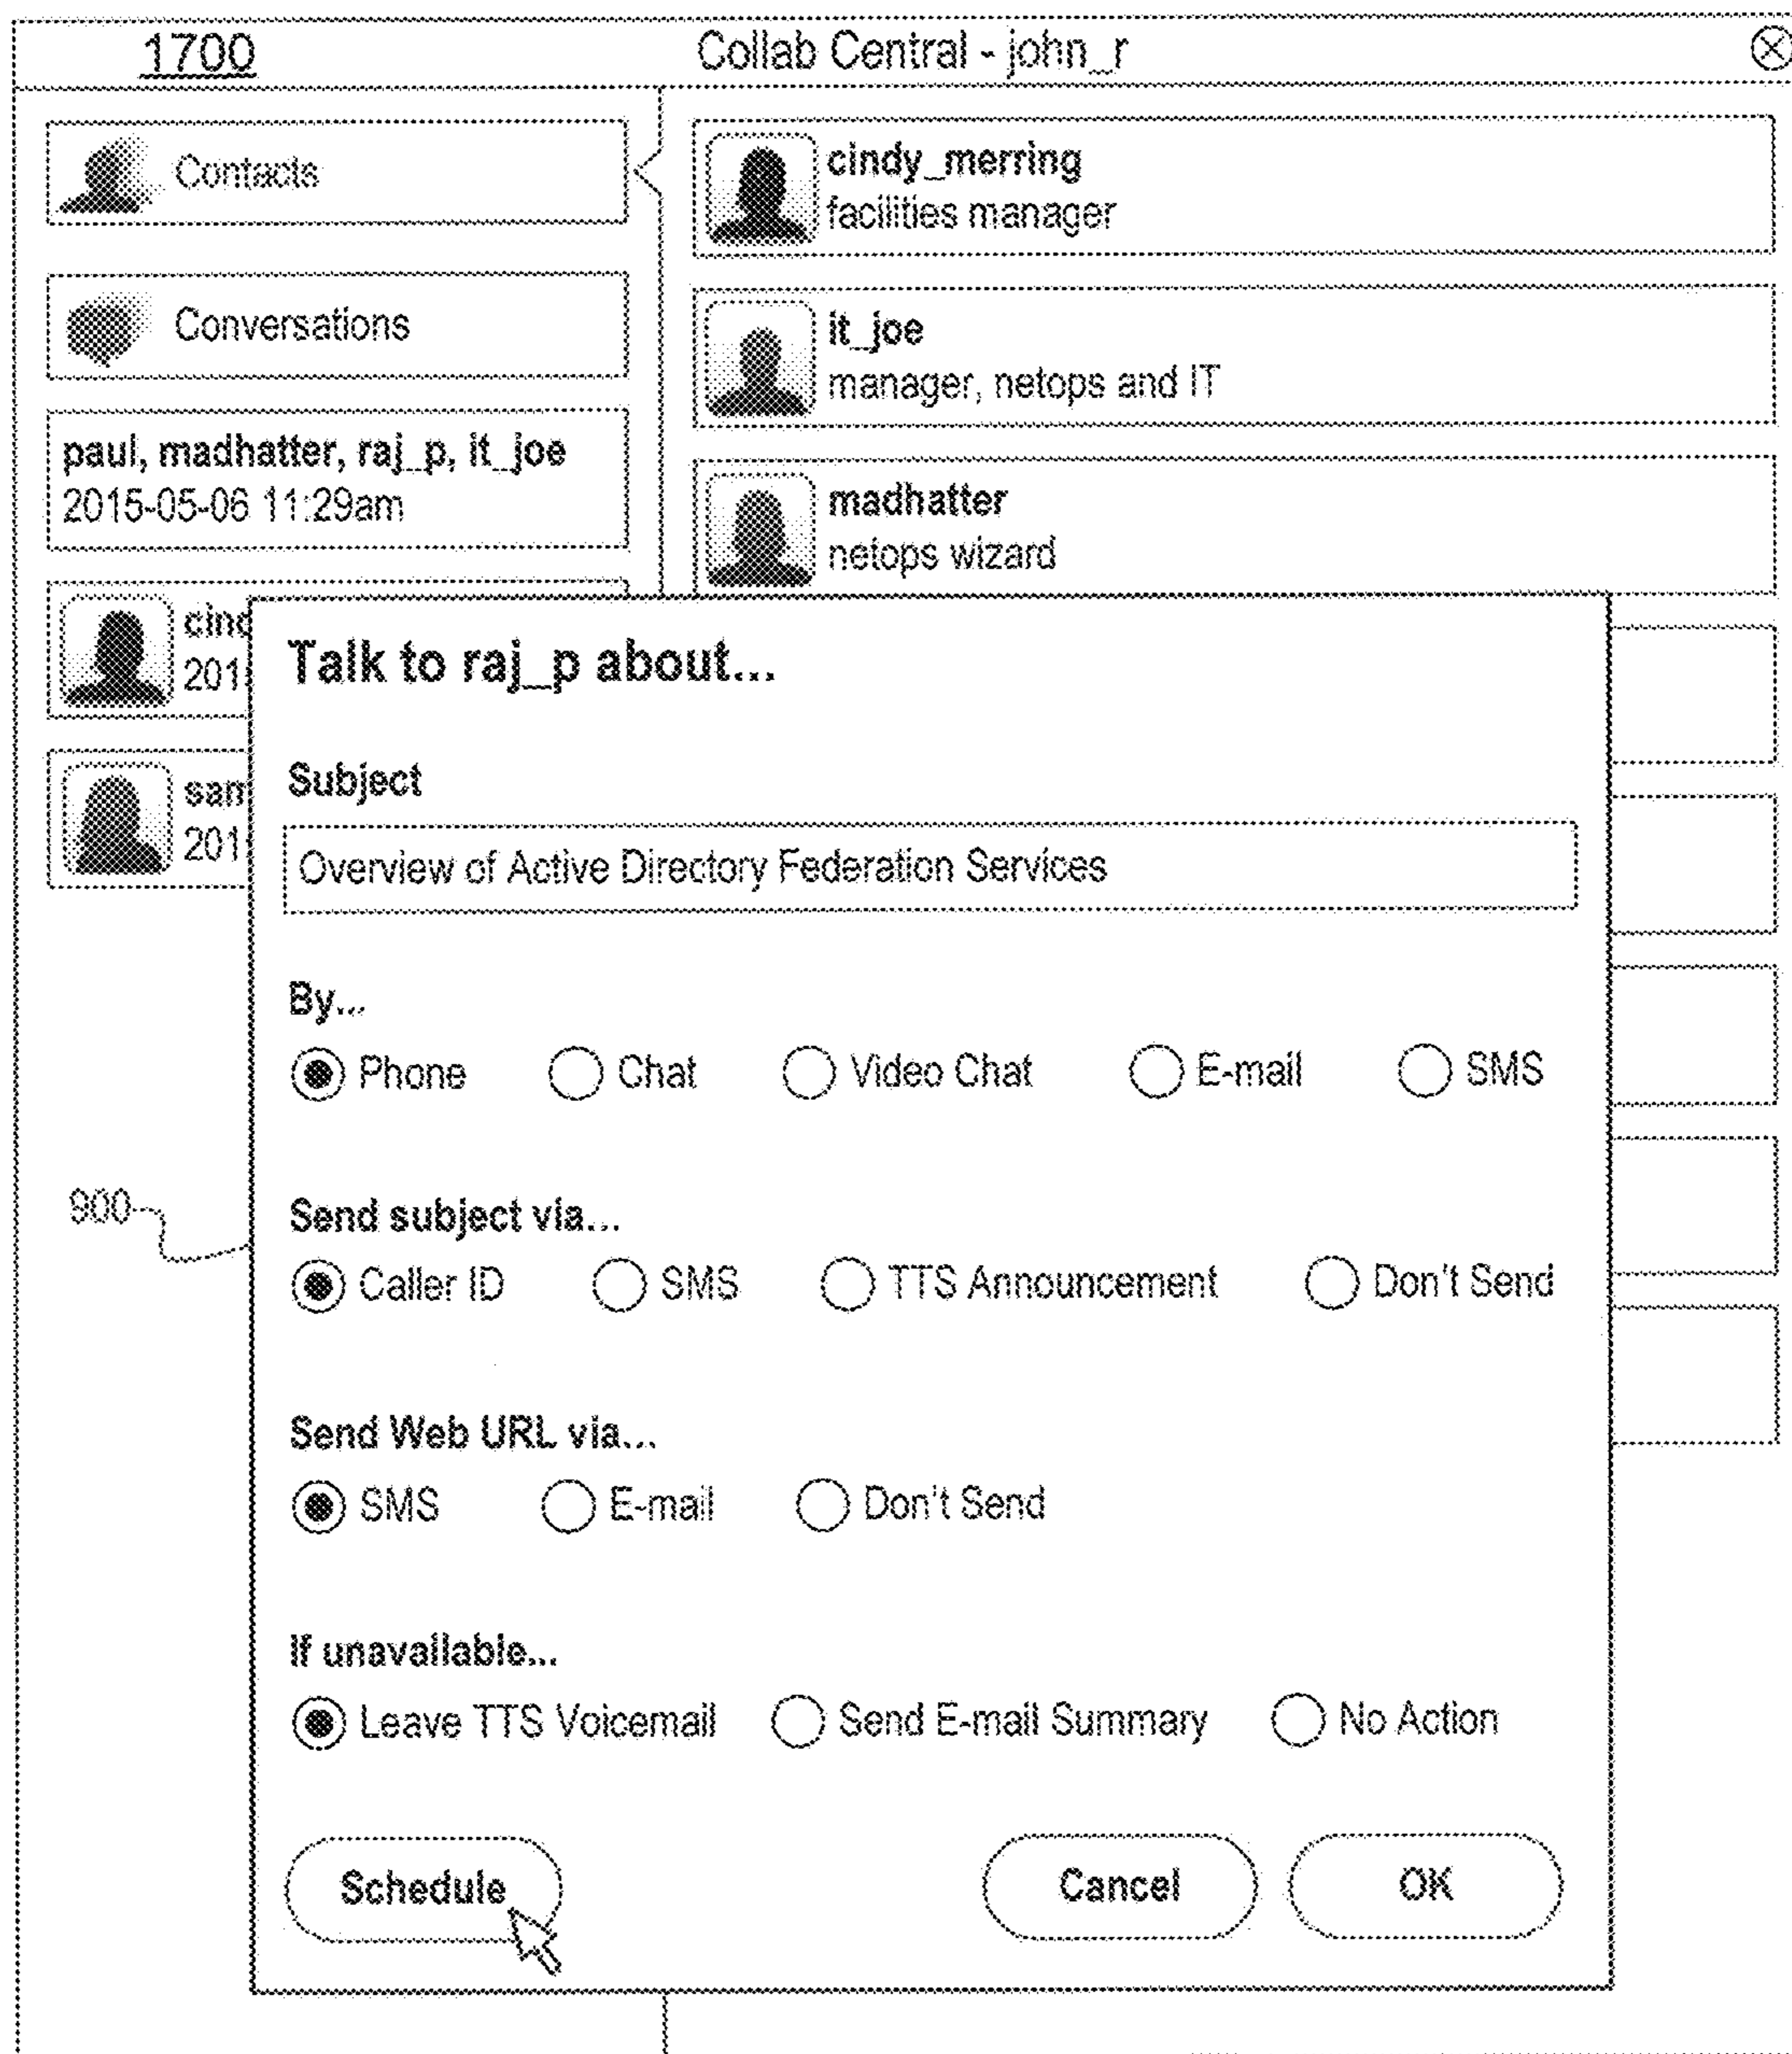 1700
Collab Central - john_r
Contacts
Conversations
paul, madhatter, raj_p, it_joe
2015-05-06 11:29am
cindy_merring
facilities manager
it_joe
manager, netops and IT
madhatter
netops wizard
Talk to raj_p about...
Subject
Overview of Active Directory Federation Services
By...
Phone Chat Video Chat E-mail SMS
900
Send subject via...
Caller ID SMS TTS Announcement Don't Send
Send Web URL via...
SMS E-mail Don't Send
If unavailable...
Leave TTS Voicemail Send E-mail Summary No Action
Schedule Cancel OK